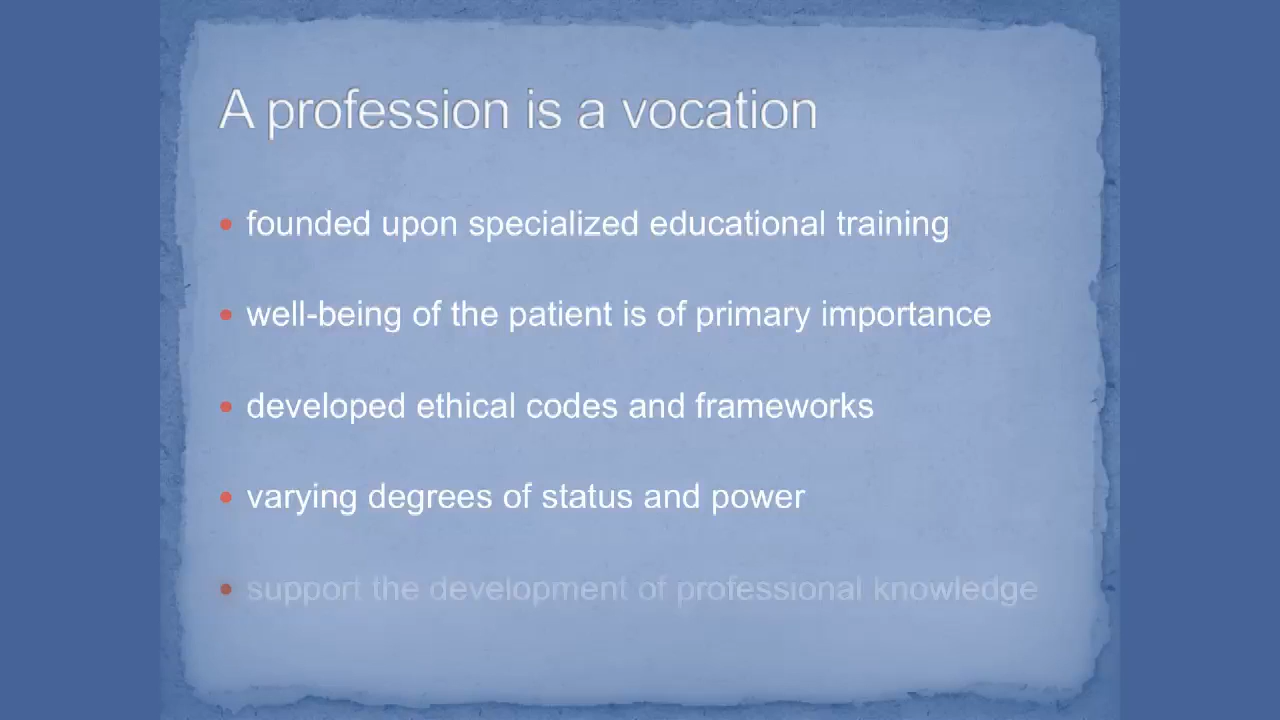 A profession is a vocation
founded upon specialized educational training
well-being of the patient is of primary importance
developed ethical codes and frameworks
varying degrees of status and power
support the development of professional knowledge